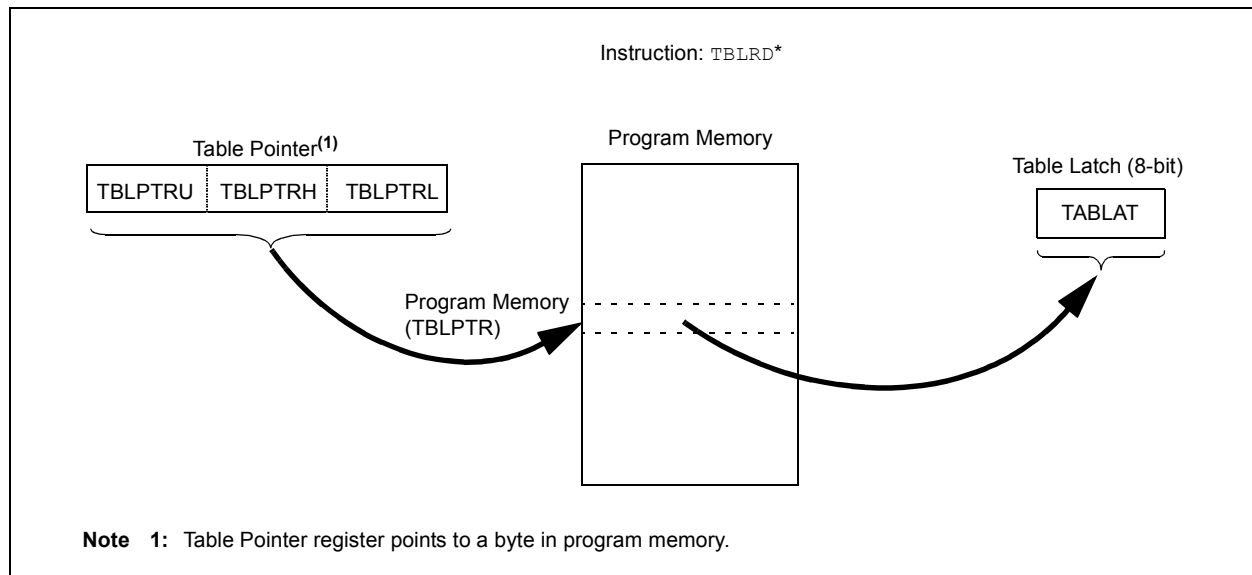 Instruction: TBLRD*
Table Pointer(1)
TBLPTRU TBLPTRH TBLPTRL
Program Memory
Table Latch (8-bit)
TABLAT
Program Memory
(TBLPTR)
Note 1: Table Pointer register points to a byte in program memory.